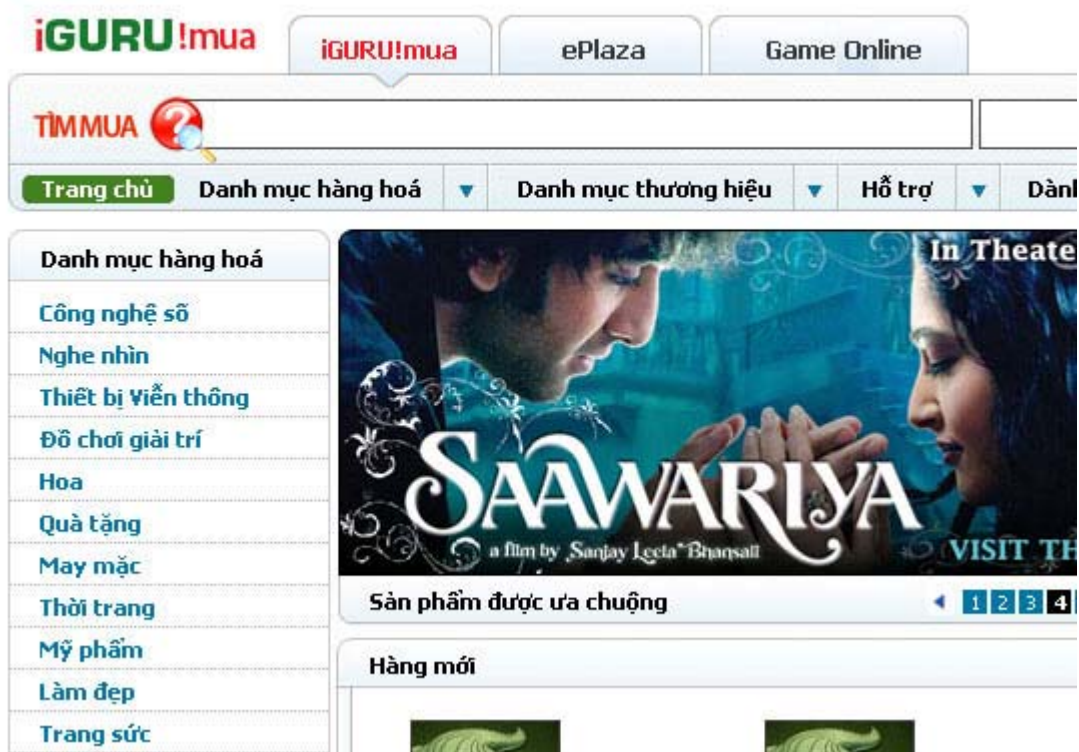 iGURU!mua
iGURU!mua ePlaza Game Online
TÌM MUA
Trang chủ Danh mục hàng hoá Danh mục thương hiệu Hỗ trợ
Danh mục hàng hoá
Công nghệ số
Nghe nhìn
Thiết bị Viễn thông
Đồ chơi giải trí
Hoa
Quà tặng
May mặc
Thời trang
Mỹ phẩm
Làm đẹp
Trang sức
In
SAAWARIYA
a film by Sanjay Leela Bhansali
VISIT
Sản phẩm được ưa chuộng
1 2 3 4
Hàng mới